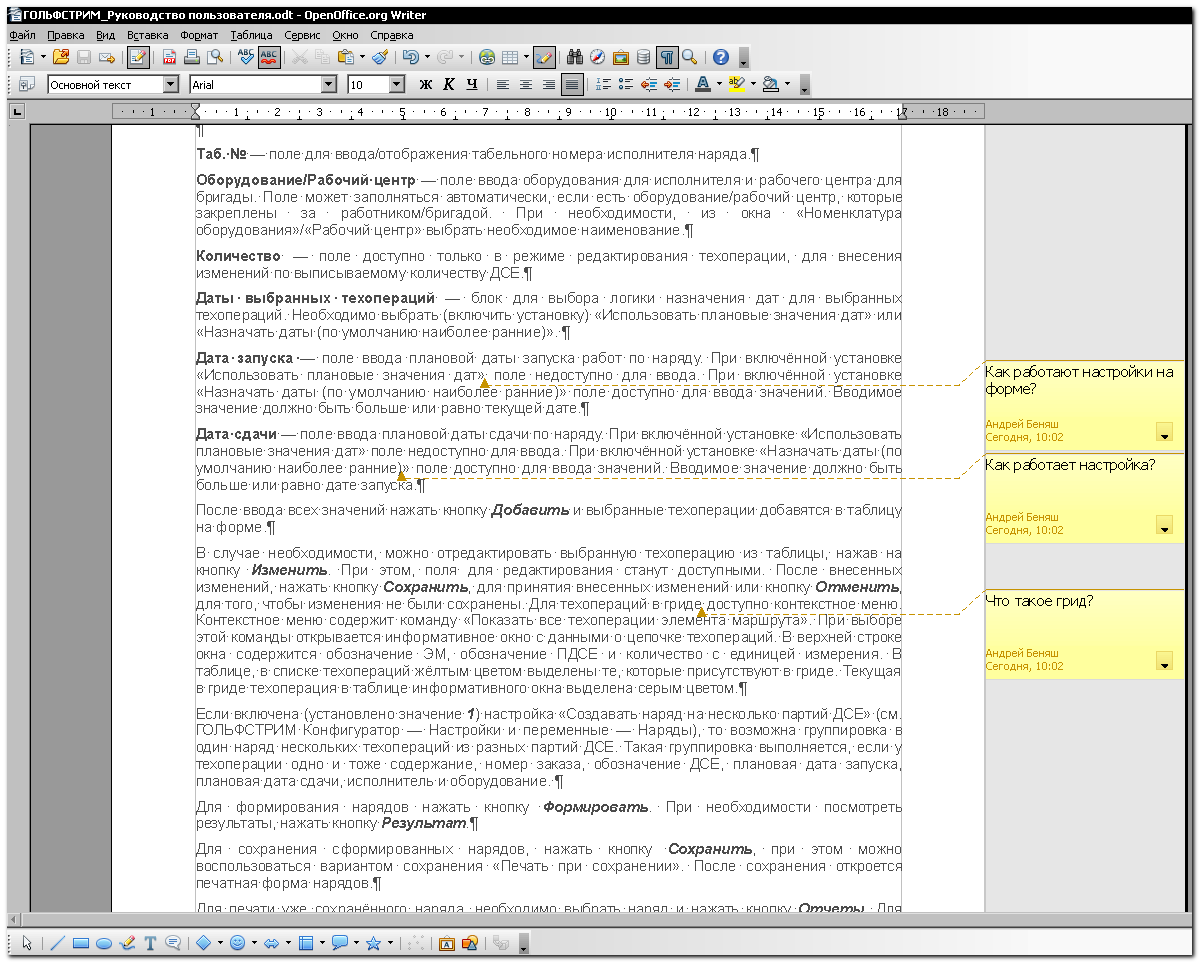 ГОЛЬФСТРИМ_Руководство пользователя.odt - OpenOffice.org Writer
Файл Правка Вид Вставка Формат Таблица Сервис Окно Справка
Основной текст Arial 10 Ж К Ч
1 1 2 3 4 5 6 7 8 9 10 11 12 13 14 15 16 17 18
¶
Таб. № — поле для ввода/отображения табельного номера исполнителя наряда.¶
Оборудование/Рабочий центр — поле ввода оборудования для исполнителя и рабочего центра для
бригады. Поле может заполняться автоматически, если есть оборудование/рабочий центр, которые
закреплены за работником/бригадой. При необходимости, из окна «Номенклатура
оборудования»/«Рабочий центр» выбрать необходимое наименование.¶
Количество — поле доступно только в режиме редактирования техоперации, для внесения
изменений по выписываемому количеству ДСЕ.¶
Даты выбранных техопераций — блок для выбора логики назначения дат для выбранных
техопераций. Необходимо выбрать (включить установку) «Использовать плановые значения дат» или
«Назначать даты (по умолчанию наиболее ранние)». ¶
Дата запуска — поле ввода плановой даты запуска работ по наряду. При включённой установке
«Использовать плановые значения дат» поле недоступно для ввода. При включённой установке
«Назначать даты (по умолчанию наиболее ранние)» поле доступно для ввода значений. Вводимое
значение должно быть больше или равно текущей дате.¶
Дата сдачи — поле ввода плановой даты сдачи по наряду. При включённой установке «Использовать
плановые значения дат» поле недоступно для ввода. При включённой установке «Назначать даты (по
умолчанию наиболее ранние)» поле доступно для ввода значений. Вводимое значение должно быть
больше или равно дате запуска.¶
После ввода всех значений нажать кнопку Добавить и выбранные техоперации добавятся в таблицу
на форме.¶
В случае необходимости, можно отредактировать выбранную техоперацию из таблицы, нажав на
кнопку Изменить. При этом, поля для редактирования станут доступными. После внесенных
изменений, нажать кнопку Сохранить, для принятия внесенных изменений или кнопку Отменить,
для того, чтобы изменения не были сохранены. Для техопераций в гриде доступно контекстное меню.
Контекстное меню содержит команду «Показать все техоперации элемента маршрута». При выборе
этой команды открывается информативное окно с данными о цепочке техопераций. В верхней строке
окна содержится обозначение ЭМ, обозначение ПДСЕ и количество с единицей измерения. В
таблице, в списке техопераций жёлтым цветом выделены те, которые присутствуют в гриде. Текущая
в гриде техоперация в таблице информативного окна выделена серым цветом.¶
Если включена (установлено значение 1) настройка «Создавать наряд на несколько партий ДСЕ» (см.
ГОЛЬФСТРИМ Конфигуратор — Настройки и переменные — Наряды), то возможна группировка в
один наряд нескольких техопераций из разных партий ДСЕ. Такая группировка выполняется, если у
техоперации одно и тоже содержание, номер заказа, обозначение ДСЕ, плановая дата запуска,
плановая дата сдачи, исполнитель и оборудование. ¶
Для формирования нарядов нажать кнопку Формировать. При необходимости посмотреть
результаты, нажать кнопку Результат.¶
Для сохранения сформированных нарядов, нажать кнопку Сохранить, при этом можно
воспользоваться вариантом сохранения «Печать при сохранении». После сохранения откроется
печатная форма нарядов.¶
Для печати уже сохранённого наряда необходимо выбрать наряд и нажать кнопку Отчеты. Для
Как работают настройки на
форме?
Андрей Беняш
Сегодня, 10:02
Как работает настройка?
Андрей Беняш
Сегодня, 10:02
Что такое грид?
Андрей Беняш
Сегодня, 10:02